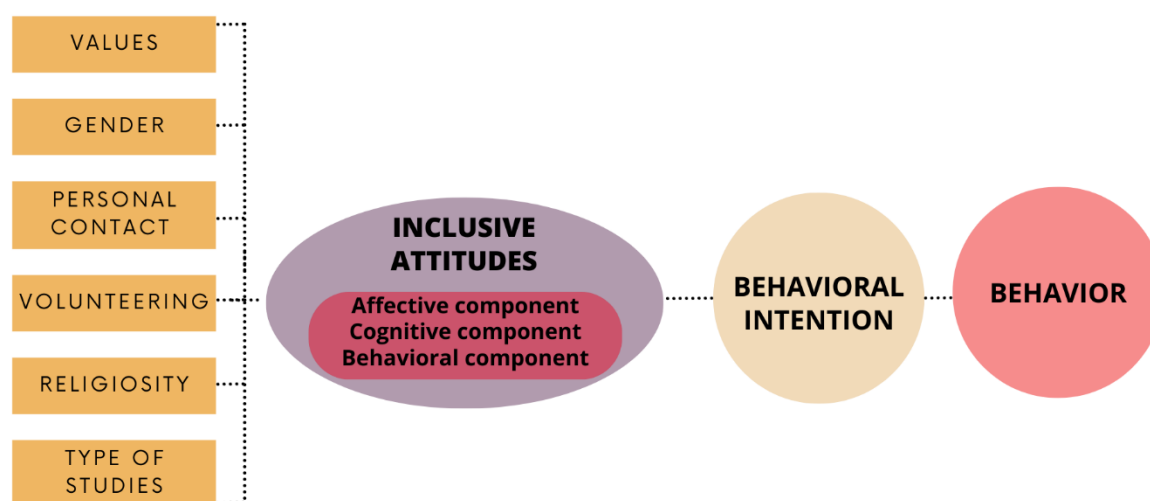 VALUES
GENDER
PERSONAL
CONTACT
VOLUNTEERING
RELIGIOSITY
TYPE OF
STUDIES
INCLUSIVE
ATTITUDES
Affective component
Cognitive component
Behavioral component
BEHAVIORAL
INTENTION
BEHAVIOR